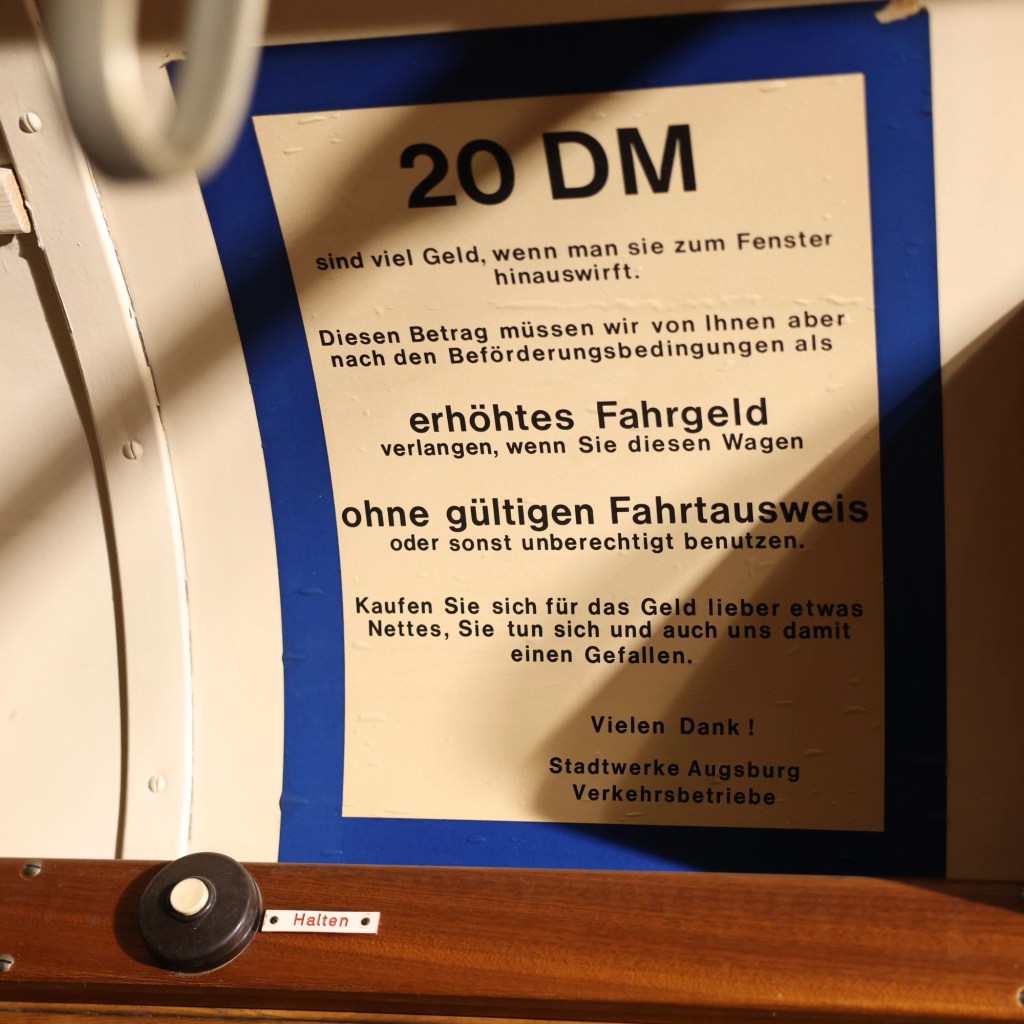 20 DM
sind viel Geld, wenn man sie zum Fenster
hinauswirft.
Diesen Betrag müssen wir von Ihnen aber
nach den Beförderungsbedingungen als
erhöhtes Fahrgeld
verlangen, wenn Sie diesen Wagen
ohne gültigen Fahrtausweis
oder sonst unberechtigt benutzen.
Kaufen Sie sich für das Geld lieber etwas
Nettes, Sie tun sich und auch uns damit
einen Gefallen.
Vielen Dank !
Stadtwerke Augsburg
Verkehrsbetriebe
Halten